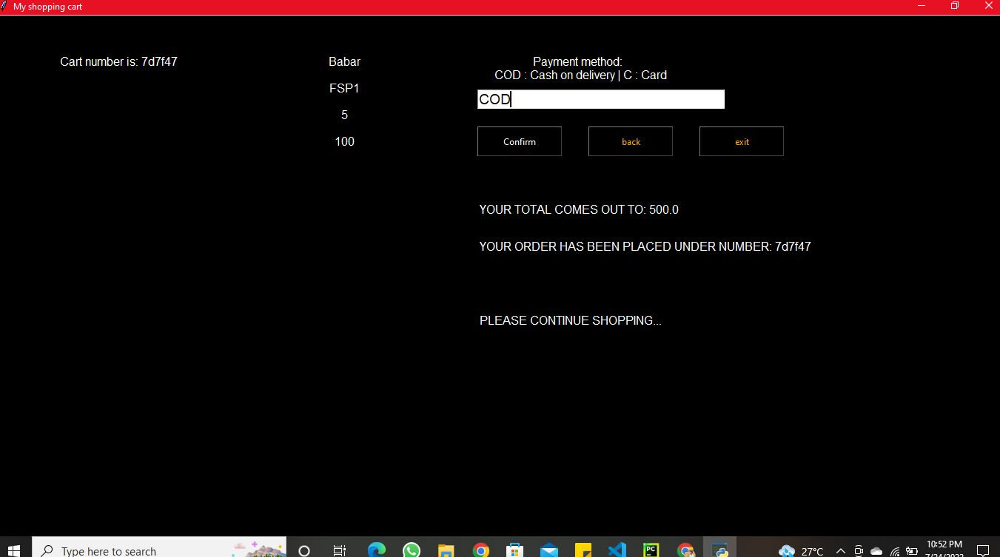 My shopping cart
Cart number is: 7d7f47
Babar
FSP1
5
100
Payment method:
COD : Cash on delivery | C : Card
COD
Confirm
back
exit
YOUR TOTAL COMES OUT TO: 500.0
YOUR ORDER HAS BEEN PLACED UNDER NUMBER: 7d7f47
PLEASE CONTINUE SHOPPING...
Type here to search
PC
27°C
10:52 PM